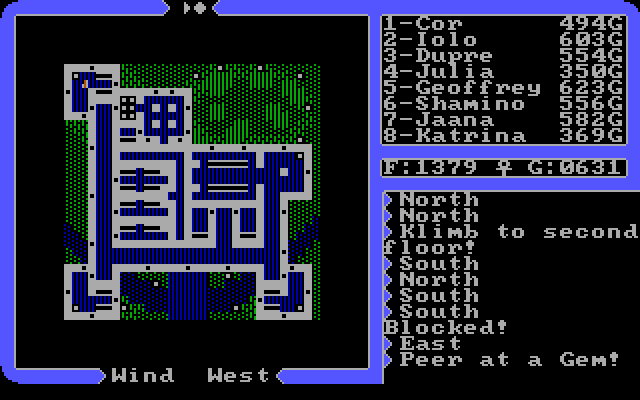 1-Cor 494G
2-Iolo 603G
3-Dupre 554G
4-Julia 350G
5-Geoffrey 623G
6-Shamino 556G
7-Jaana 582G
8-Katrina 369G
F:1379 ♀ G:0631
North
North
Klimb to second
floor!
South
North
South
South
Blocked!
East
Peer at a Gem!
Wind West